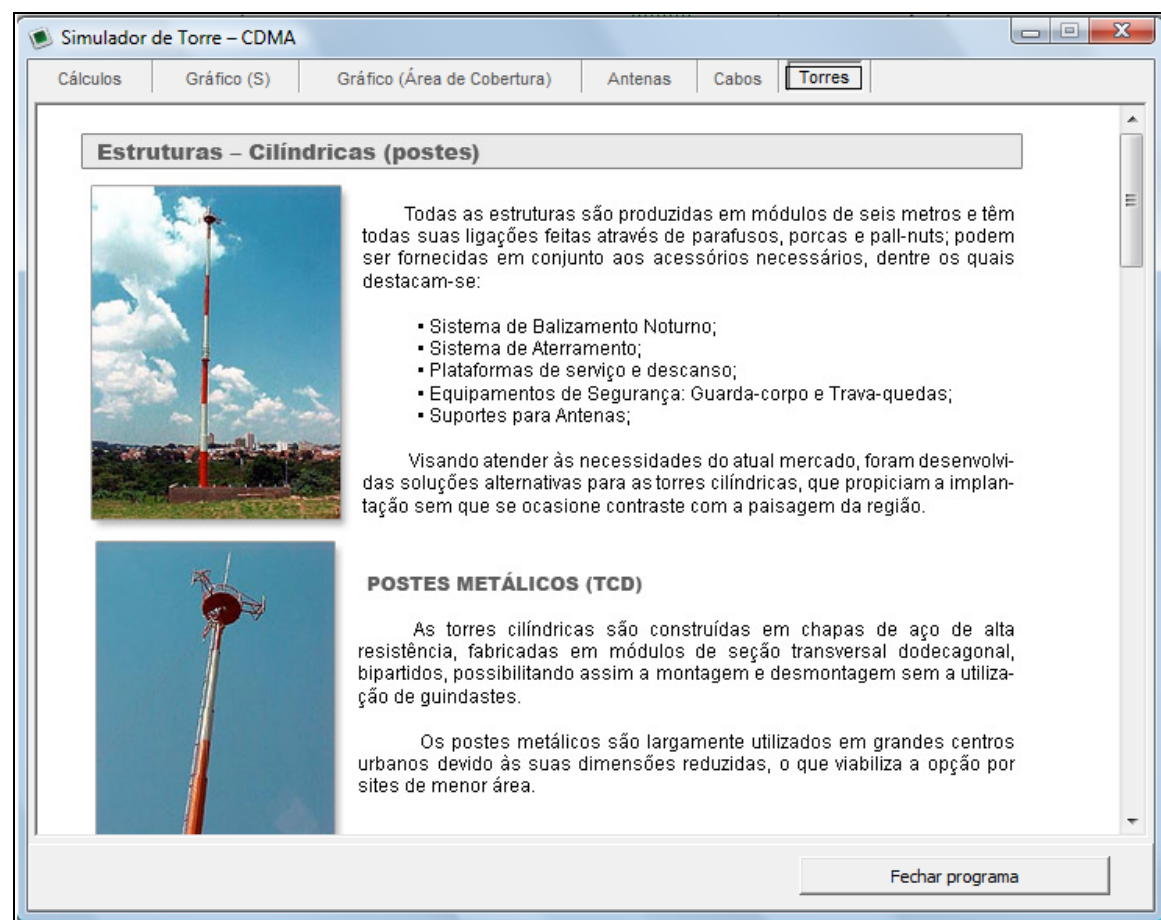 Simulador de Torre – CDMA
Cálculos Gráfico (S) Gráfico (Área de Cobertura) Antenas Cabos Torres
Estruturas – Cilíndricas (postes)
Todas as estruturas são produzidas em módulos de seis metros e têm
todas suas ligações feitas através de parafusos, porcas e pall-nuts; podem
ser fornecidas em conjunto aos acessórios necessários, dentre os quais
destacam-se:
▪ Sistema de Balizamento Noturno;
▪ Sistema de Aterramento;
▪ Plataformas de serviço e descanso;
▪ Equipamentos de Segurança: Guarda-corpo e Trava-quedas;
▪ Suportes para Antenas;
Visando atender às necessidades do atual mercado, foram desenvolvi-
das soluções alternativas para as torres cilíndricas, que propiciam a implan-
tação sem que se ocasione contraste com a paisagem da região.
POSTES METÁLICOS (TCD)
As torres cilíndricas são construídas em chapas de aço de alta
resistência, fabricadas em módulos de seção transversal dodecagonal,
bipartidos, possibilitando assim a montagem e desmontagem sem a utiliza-
ção de guindastes.
Os postes metálicos são largamente utilizados em grandes centros
urbanos devido às suas dimensões reduzidas, o que viabiliza a opção por
sites de menor área.
Fechar programa